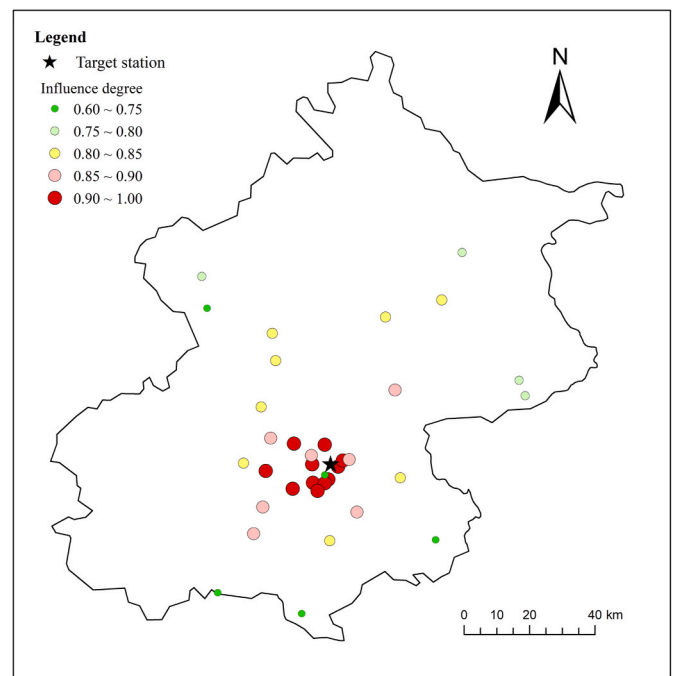 Legend
Target station
Influence degree
0.60 ~ 0.75
0.75 ~ 0.80
0.80 ~ 0.85
0.85 ~ 0.90
0.90 ~ 1.00
N
0 10 20 40 km